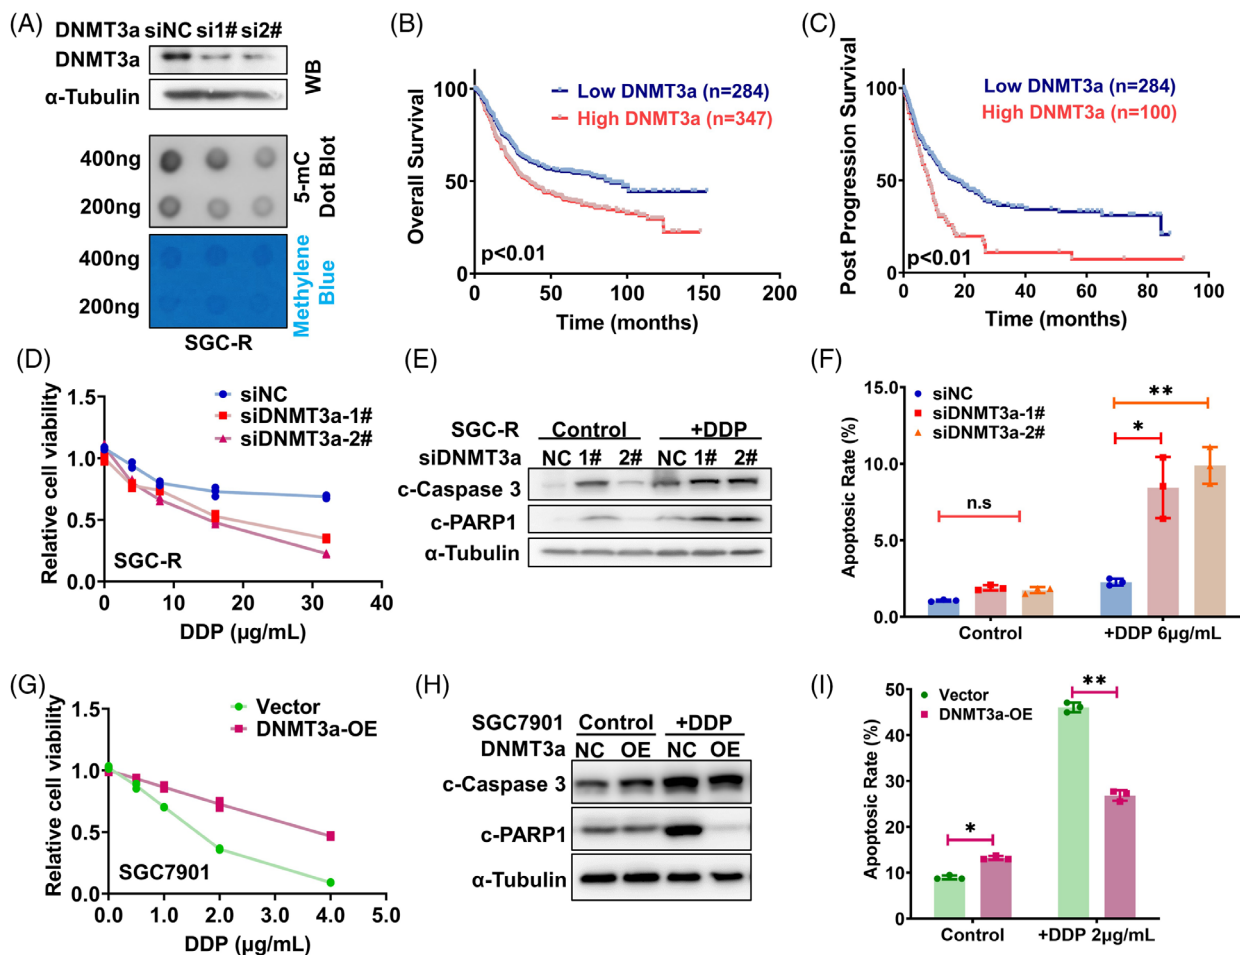 (A)
DNMT3a siNC si1# si2#
DNMT3a
α-Tubulin
WB
400ng
200ng
5-mC
Dot Blot
400ng
200ng
Methylene
Blue
SGC-R
(B)
Overall Survival
100
50
0
Low DNMT3a (n=284)
High DNMT3a (n=347)
p<0.01
0 50 100 150 200
Time (months)
(C)
Post Progression Survival
100
50
0
Low DNMT3a (n=284)
High DNMT3a (n=100)
p<0.01
0 20 40 60 80 100
Time (months)
(D)
Relative cell viability
1.5
1.0
0.5
0.0
siNC
siDNMT3a-1#
siDNMT3a-2#
SGC-R
0 10 20 30 40
DDP (µg/mL)
(E)
SGC-R Control +DDP
siDNMT3a NC 1# 2# NC 1# 2#
c-Caspase 3
c-PARP1
α-Tubulin
(F)
Apoptosic Rate (%)
15.0
10.0
5.0
0.0
siNC
siDNMT3a-1#
siDNMT3a-2#
n.s
*
**
Control +DDP 6µg/mL
(G)
Relative cell viability
1.5
1.0
0.5
0.0
Vector
DNMT3a-OE
SGC7901
0.0 1.0 2.0 3.0 4.0 5.0
DDP (µg/mL)
(H)
SGC7901 Control +DDP
DNMT3a NC OE NC OE
c-Caspase 3
c-PARP1
α-Tubulin
(I)
Apoptosic Rate (%)
50
40
30
20
10
0
Vector
DNMT3a-OE
*
**
Control +DDP 2µg/mL